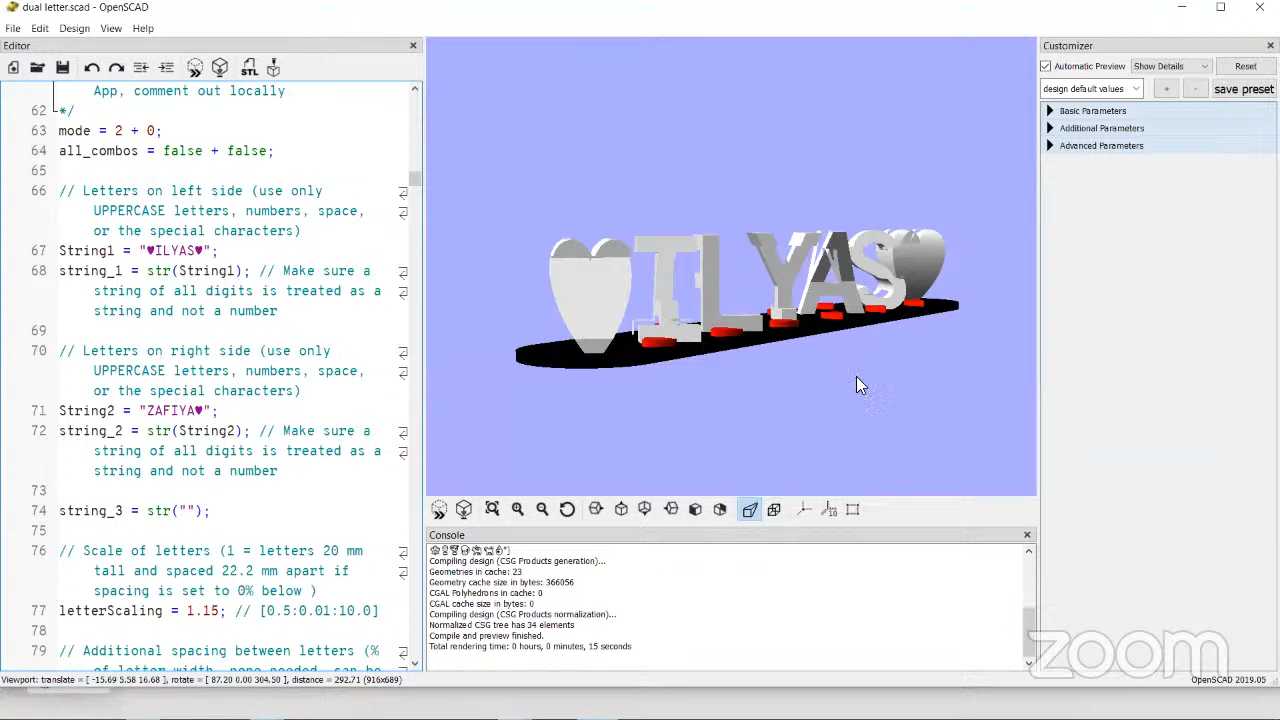 dual letter.scad - OpenSCAD
File Edit Design View Help
Editor
App, comment out locally
62 */
63 mode = 2 + 0;
64 all_combos = false + false;
65
66 // Letters on left side (use only
UPPERCASE letters, numbers, space,
or the special characters)
67 String1 = "♥ILYAS♥";
68 string_1 = str(String1); // Make sure a
string of all digits is treated as a
string and not a number
69
70 // Letters on right side (use only
UPPERCASE letters, numbers, space,
or the special characters)
71 String2 = "ZAFIYA♥";
72 string_2 = str(String2); // Make sure a
string of all digits is treated as a
string and not a number
73
74 string_3 = str("");
75
76 // Scale of letters (1 = letters 20 mm
tall and spaced 22.2 mm apart if
spacing is set to 0% below )
77 letterScaling = 1.15; // [0.5:0.01:10.0]
78
79 // Additional spacing between letters (%
of letter width, none needed, can be
STL
ILYAS
10
Console
Compiling design (CSG Products generation)...
Geometries in cache: 23
Geometry cache size in bytes: 366056
CGAL Polyhedrons in cache: 0
CGAL cache size in bytes: 0
Compiling design (CSG Products normalization)...
Normalized CSG tree has 34 elements
Compile and preview finished.
Total rendering time: 0 hours, 0 minutes, 15 seconds
Customizer
Automatic Preview Show Details Reset
design default values + - save preset
Basic Parameters
Additional Parameters
Advanced Parameters
zoom
Viewport: translate = [ -15.69 5.58 16.68 ], rotate = [ 87.20 0.00 304.50 ], distance = 292.71 (916x689)
OpenSCAD 2019.05